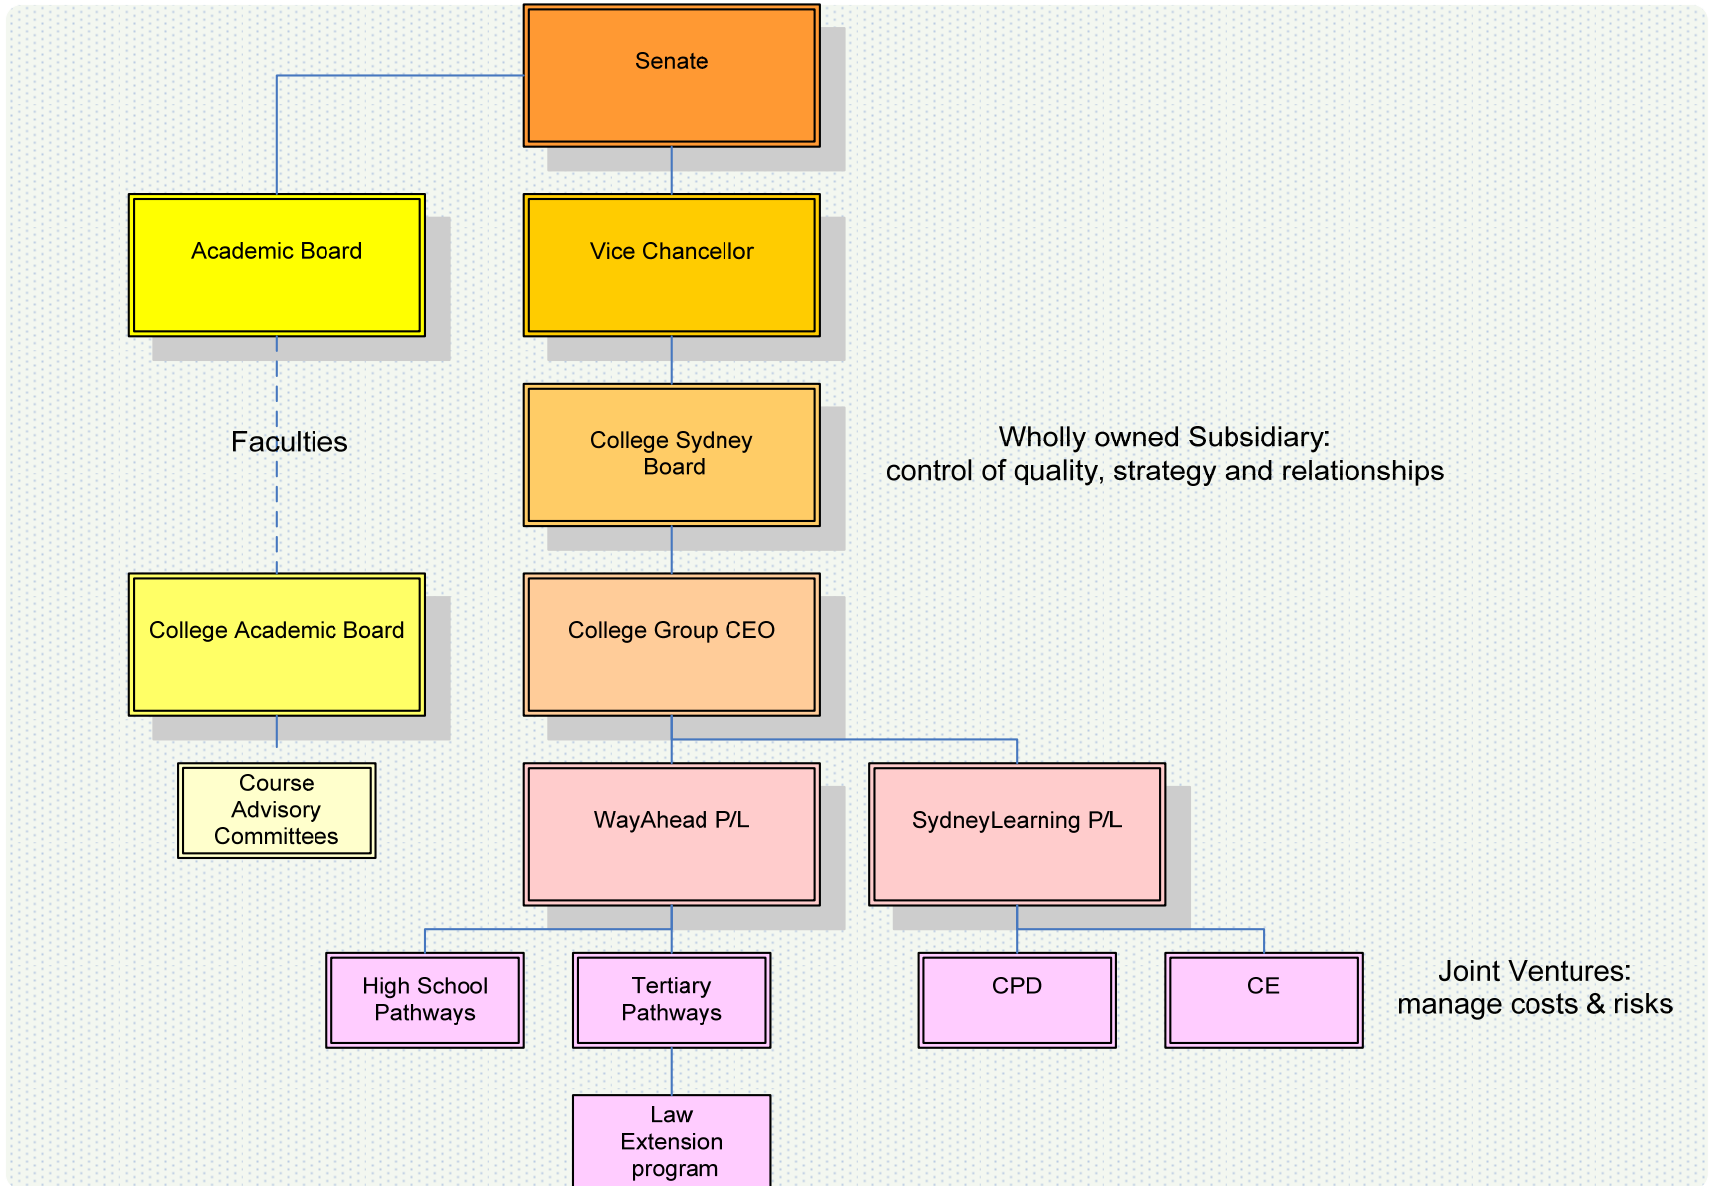 Senate
Academic Board
Vice Chancellor
Faculties
College Sydney
Board
Wholly owned Subsidiary:
control of quality, strategy and relationships
College Academic Board
College Group CEO
Course
Advisory
Committees
WayAhead P/L
SydneyLearning P/L
High School
Pathways
Tertiary
Pathways
CPD
CE
Joint Ventures:
manage costs & risks
Law
Extension
program